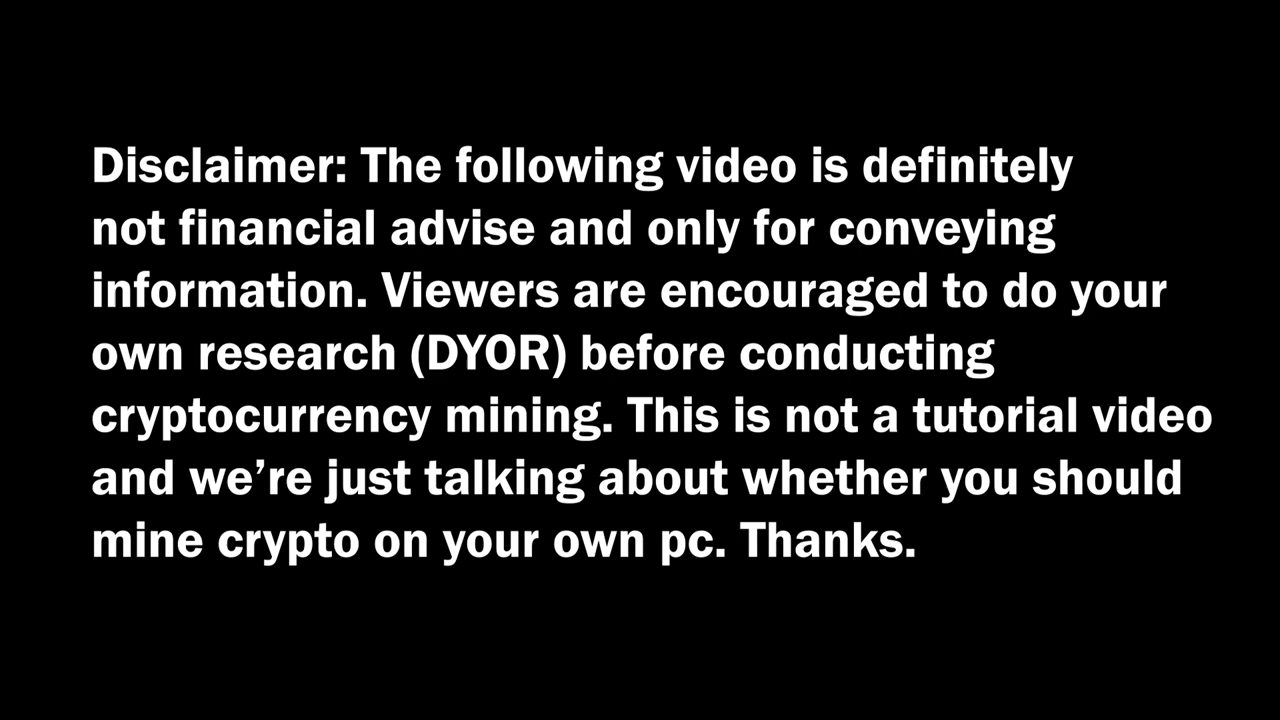 Disclaimer: The following video is definitely
not financial advise and only for conveying
information. Viewers are encouraged to do your
own research (DYOR) before conducting
cryptocurrency mining. This is not a tutorial video
and we’re just talking about whether you should
mine crypto on your own pc. Thanks.